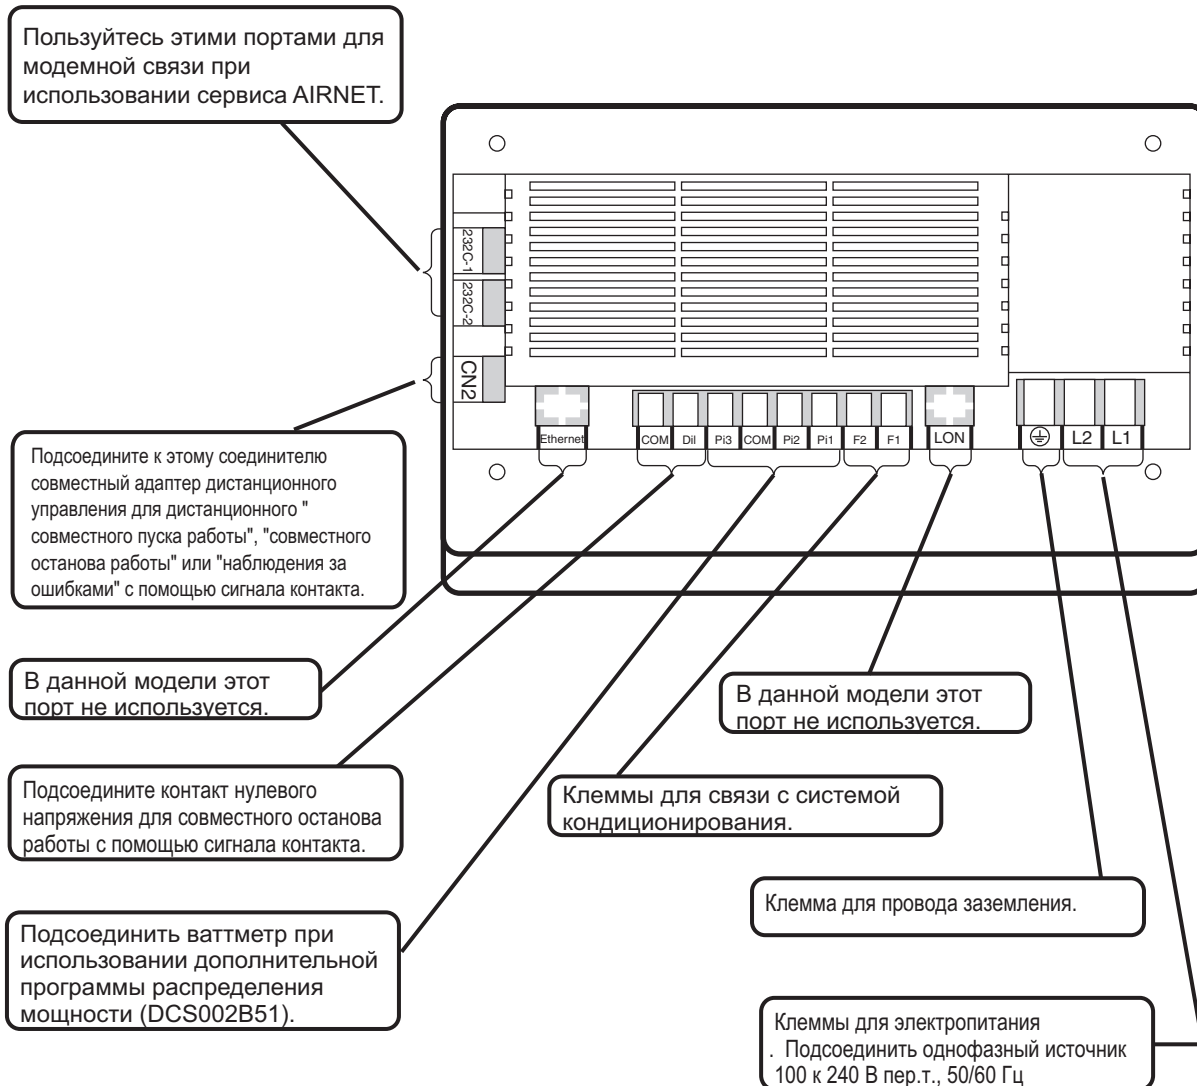 Пользуйтесь этими портами для
модемной связи при
использовании сервиса AIRNET.
232C-1
232C-2
CN2
Ethernet
COM
DiI
Pi3
COM
Pi2
Pi1
F2
F1
LON
L2
L1
Подсоедините к этому соединителю
совместный адаптер дистанционного
управления для дистанционного "
совместного пуска работы", "совместного
останова работы" или "наблюдения за
ошибками" с помощью сигнала контакта.
В данной модели этот
порт не используется.
В данной модели этот
порт не используется.
Подсоедините контакт нулевого
напряжения для совместного останова
работы с помощью сигнала контакта.
Клеммы для связи с системой
кондиционирования.
Клемма для провода заземления.
Подсоединить ваттметр при
использовании дополнительной
программы распределения
мощности (DCS002B51).
Клеммы для электропитания
. Подсоединить однофазный источник
100 к 240 В пер.т., 50/60 Гц